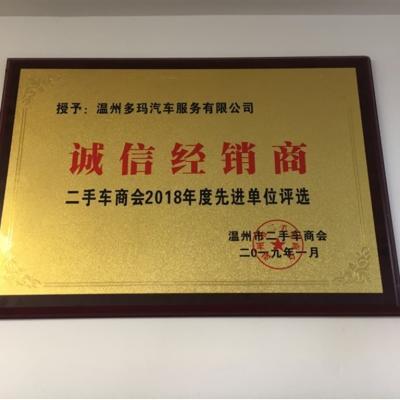 授予：温州多玛汽车服务有限公司
诚信经销商
二手车商会2018年度先进单位评选
温州市二手车商会
二〇一九年一月